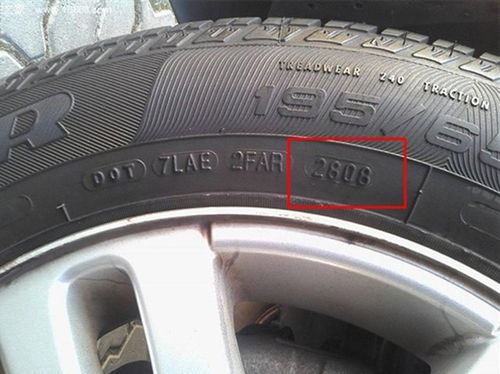 TREADWEAR 240 TRACTION
195/6
R
DOT 7LAE 2FAR 2808